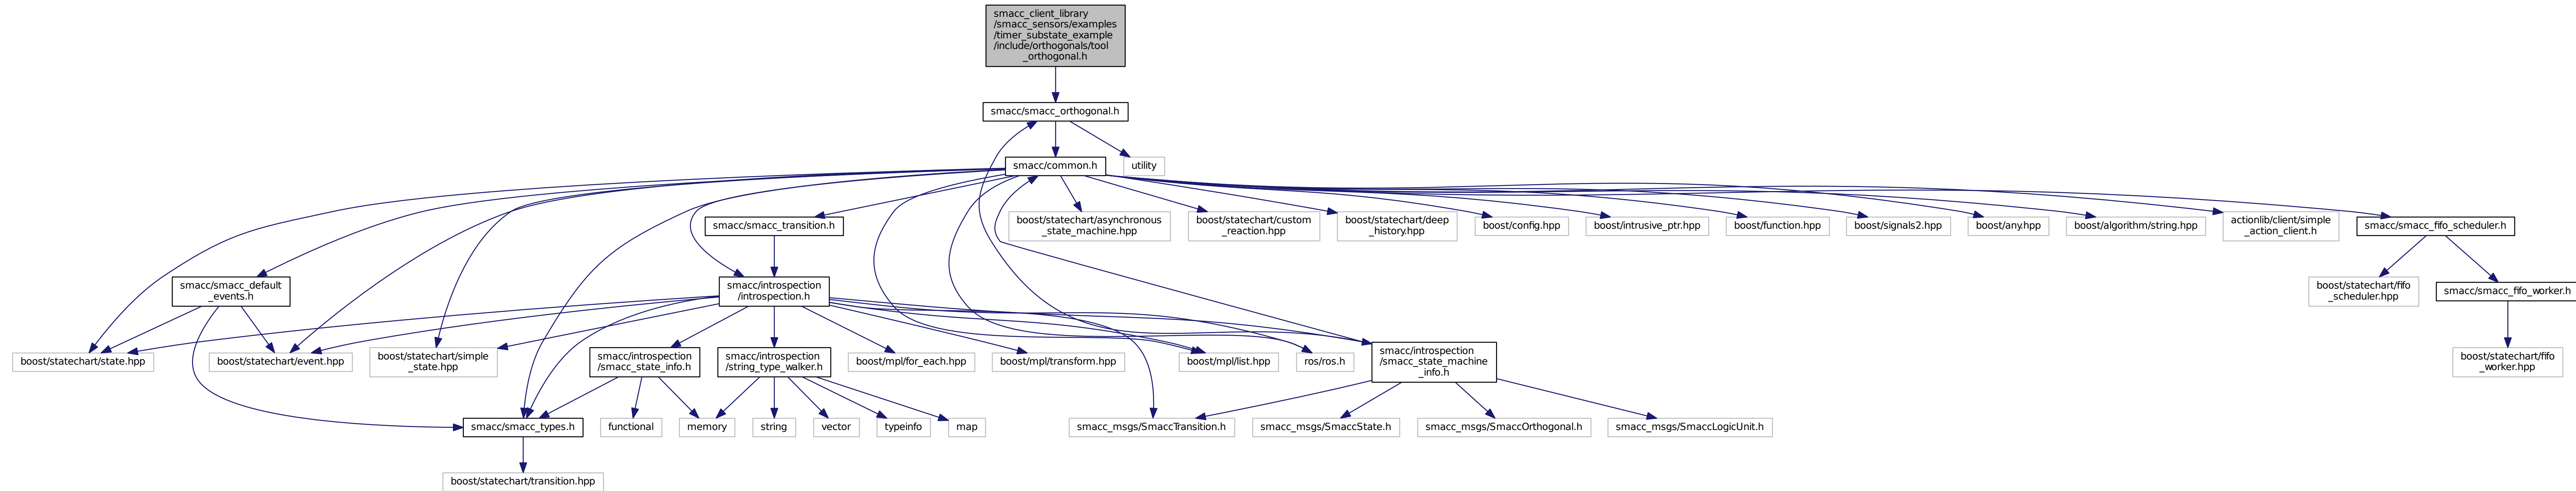 smacc_client_library
/smacc_sensors/examples
/timer_substate_example
/include/orthogonals/tool
_orthogonal.h
smacc/smacc_orthogonal.h
smacc/common.h
utility
smacc/smacc_transition.h
boost/statechart/asynchronous
_state_machine.hpp
boost/statechart/custom
_reaction.hpp
boost/statechart/deep
_history.hpp
boost/config.hpp
boost/intrusive_ptr.hpp
boost/function.hpp
boost/signals2.hpp
boost/any.hpp
boost/algorithm/string.hpp
actionlib/client/simple
_action_client.h
smacc/smacc_fifo_scheduler.h
smacc/smacc_default
_events.h
smacc/introspection
/introspection.h
boost/statechart/fifo
_scheduler.hpp
smacc/smacc_fifo_worker.h
boost/statechart/state.hpp
boost/statechart/event.hpp
boost/statechart/simple
_state.hpp
smacc/introspection
/smacc_state_info.h
smacc/introspection
/string_type_walker.h
boost/mpl/for_each.hpp
boost/mpl/transform.hpp
boost/mpl/list.hpp
ros/ros.h
smacc/introspection
/smacc_state_machine
_info.h
boost/statechart/fifo
_worker.hpp
smacc/smacc_types.h
functional
memory
string
vector
typeinfo
map
smacc_msgs/SmaccTransition.h
smacc_msgs/SmaccState.h
smacc_msgs/SmaccOrthogonal.h
smacc_msgs/SmaccLogicUnit.h
boost/statechart/transition.hpp